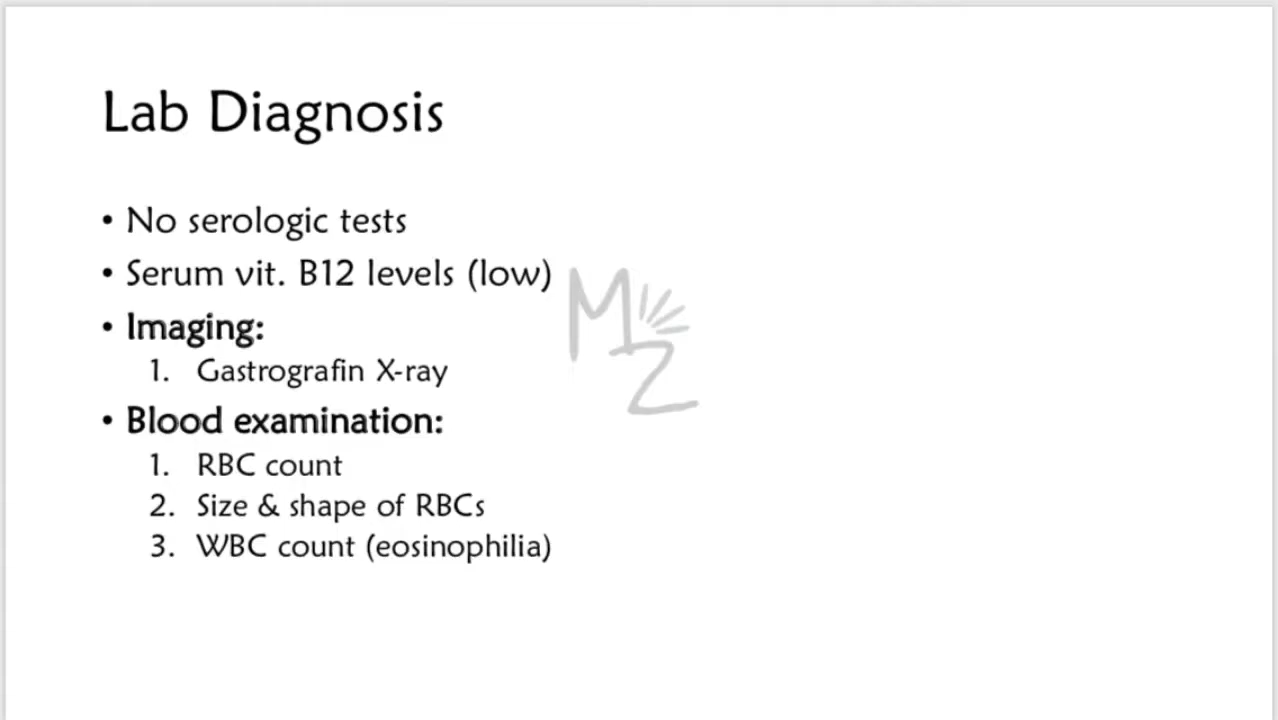 Lab Diagnosis
• No serologic tests
• Serum vit. B12 levels (low)
• Imaging:
1. Gastrografin X-ray
• Blood examination:
1. RBC count
2. Size & shape of RBCs
3. WBC count (eosinophilia)
MZ